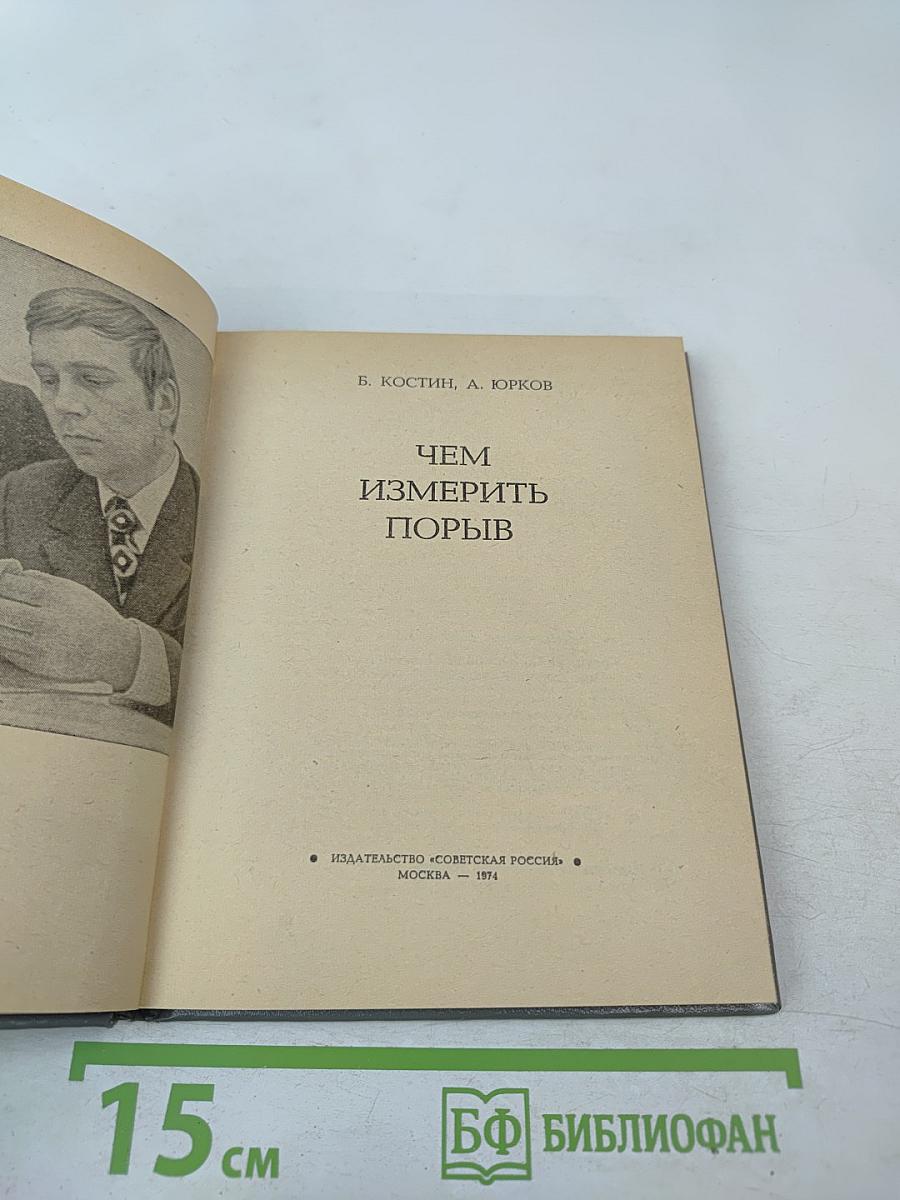 Б. КОСТИН, А. ЮРКОВ
ЧЕМ
ИЗМЕРИТЬ
ПОРЫВ
• ИЗДАТЕЛЬСТВО «СОВЕТСКАЯ РОССИЯ» •
МОСКВА — 1974
15 см
БФ БИБЛИОФАН